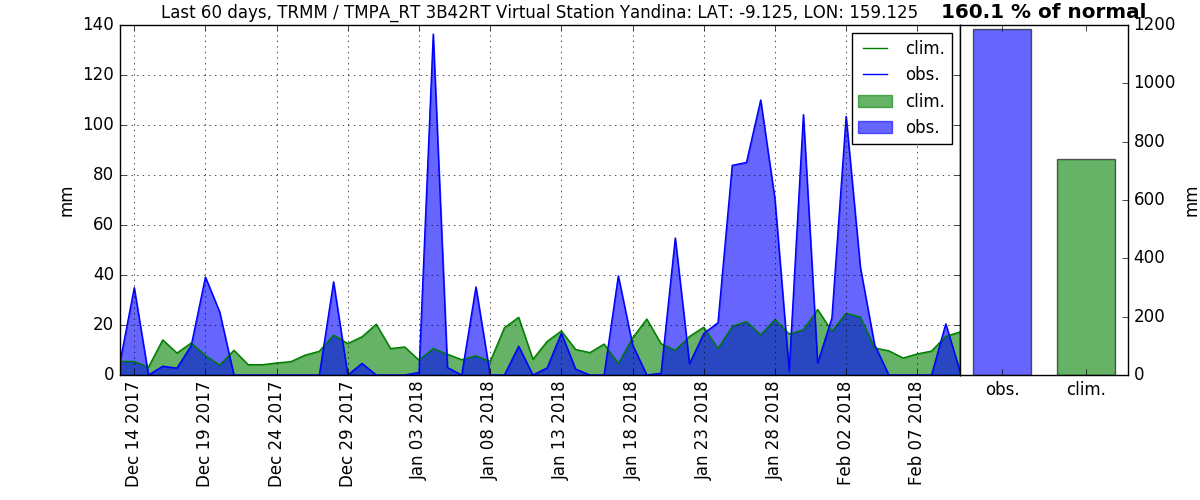 Last 60 days, TRMM / TMPA_RT 3B42RT Virtual Station Yandina: LAT: -9.125, LON: 159.125
160.1 % of normal
140
120
100
80
60
40
20
0
mm
clim.
obs.
clim.
obs.
1200
1000
800
600
400
200
0
mm
obs.
clim.
Dec 14 2017
Dec 19 2017
Dec 24 2017
Dec 29 2017
Jan 03 2018
Jan 08 2018
Jan 13 2018
Jan 18 2018
Jan 23 2018
Jan 28 2018
Feb 02 2018
Feb 07 2018